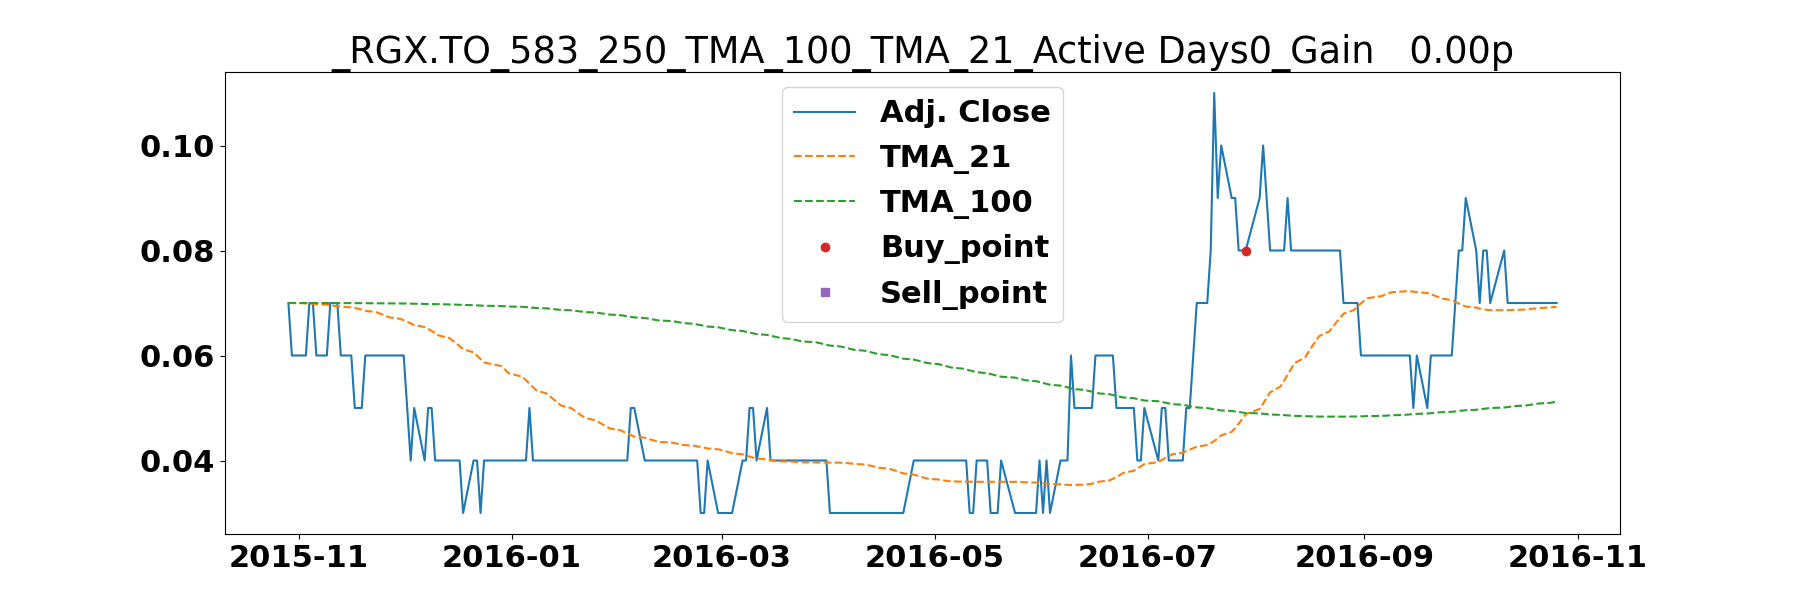 _RGX.TO_583_250_TMA_100_TMA_21_Active Days0_Gain   0.00p
Adj. Close
TMA_21
TMA_100
Buy_point
Sell_point
0.10
0.08
0.06
0.04
2015-11 2016-01 2016-03 2016-05 2016-07 2016-09 2016-11